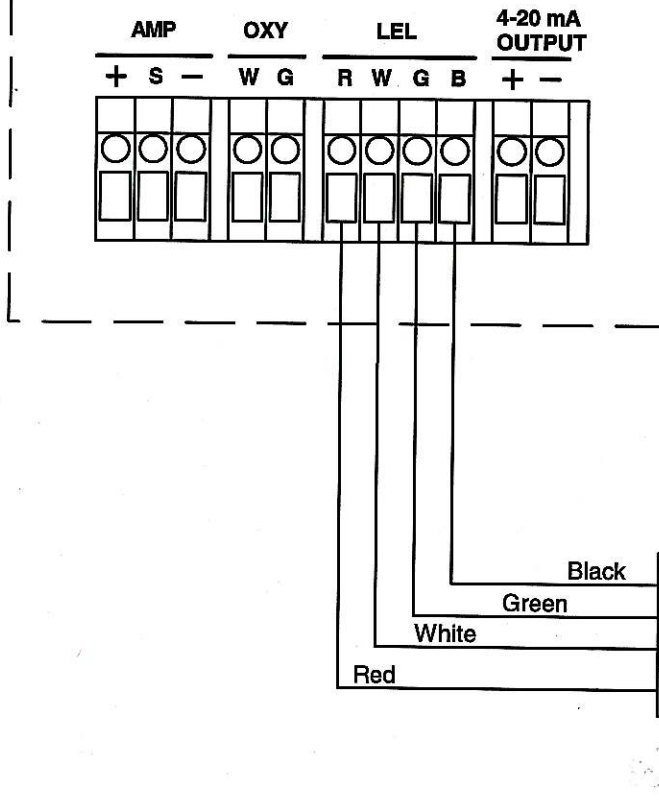 AMP OXY LEL 4-20 mA
OUTPUT
+ S − W G R W G B + −
Black
Green
White
Red